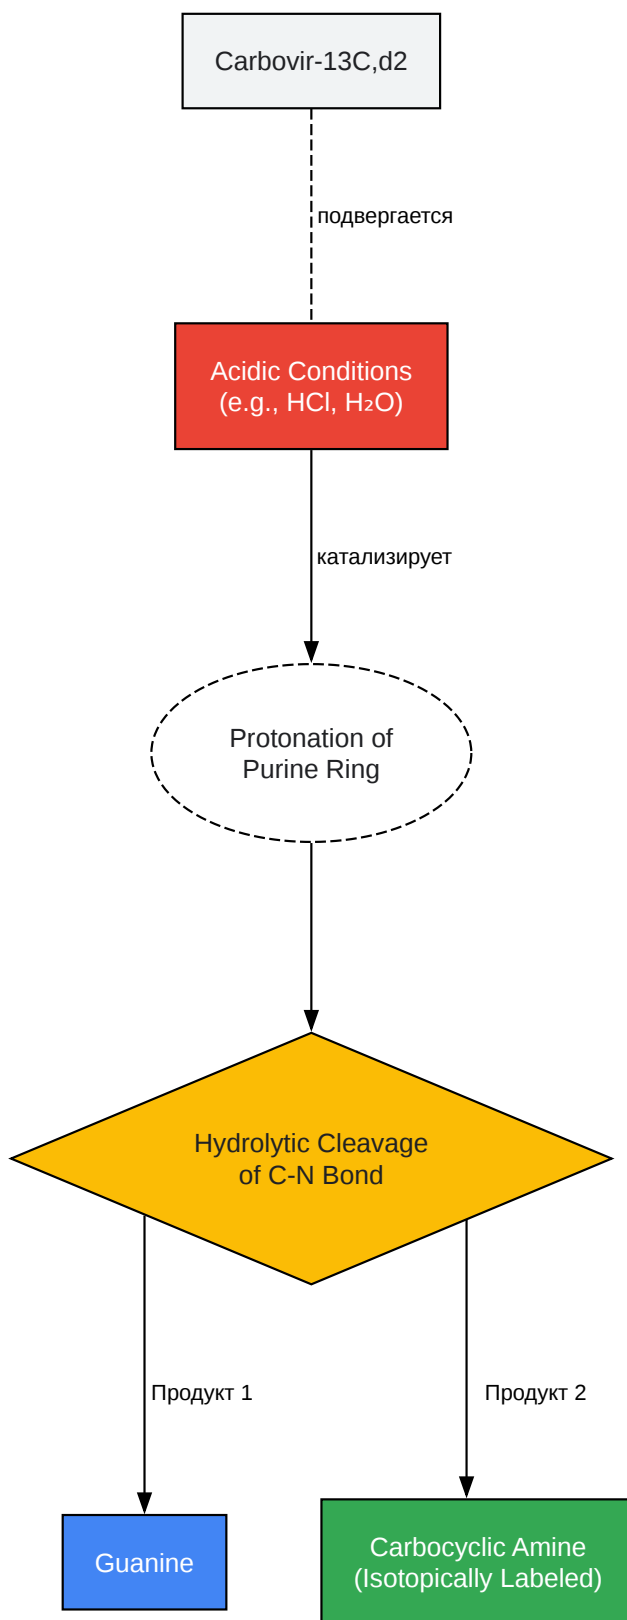 Carbovir-13C,d2
подвергается
Acidic Conditions
(e.g., HCl, H₂O)
катализирует
Protonation of
Purine Ring
Hydrolytic Cleavage
of C-N Bond
Продукт 1
Продукт 2
Guanine
Carbocyclic Amine
(Isotopically Labeled)